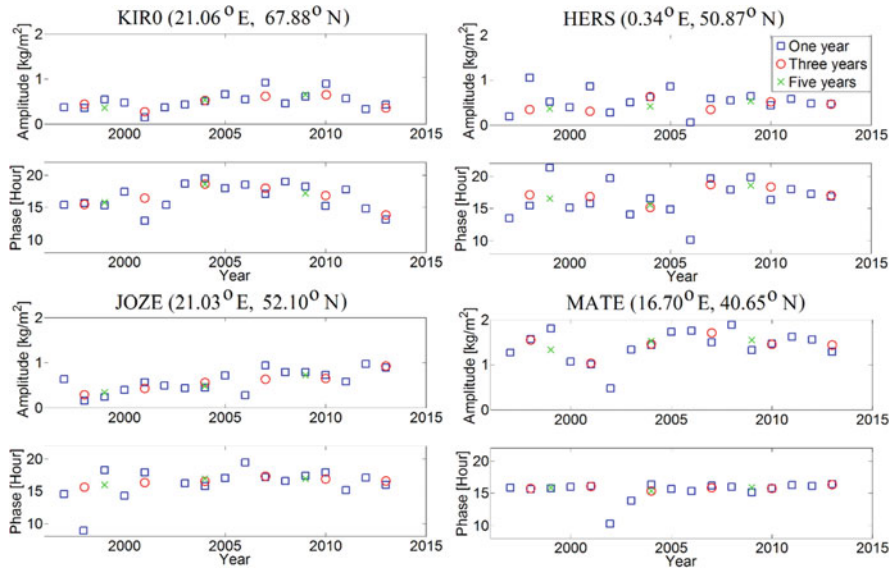 KIR0 (21.06° E, 67.88° N)
Amplitude [kg/m²]
2
1
0
2000 2005 2010 2015
Phase [Hour]
20
15
10
2000 2005 2010 2015
Year
HERS (0.34° E, 50.87° N)
One year
Three years
Five years
Amplitude [kg/m²]
2
1
0
2000 2005 2010 2015
Phase [Hour]
20
15
10
2000 2005 2010 2015
Year
JOZE (21.03° E, 52.10° N)
Amplitude [kg/m²]
2
1
0
2000 2005 2010 2015
Phase [Hour]
20
15
10
2000 2005 2010 2015
Year
MATE (16.70° E, 40.65° N)
Amplitude [kg/m²]
2
1
0
2000 2005 2010 2015
Phase [Hour]
20
15
10
2000 2005 2010 2015
Year